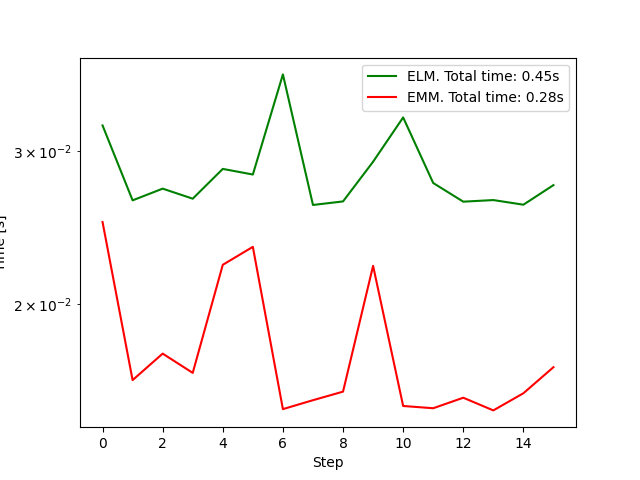 ELM. Total time: 0.45s
EMM. Total time: 0.28s
3 × 10⁻²
2 × 10⁻²
[s]
0 2 4 6 8 10 12 14
Step